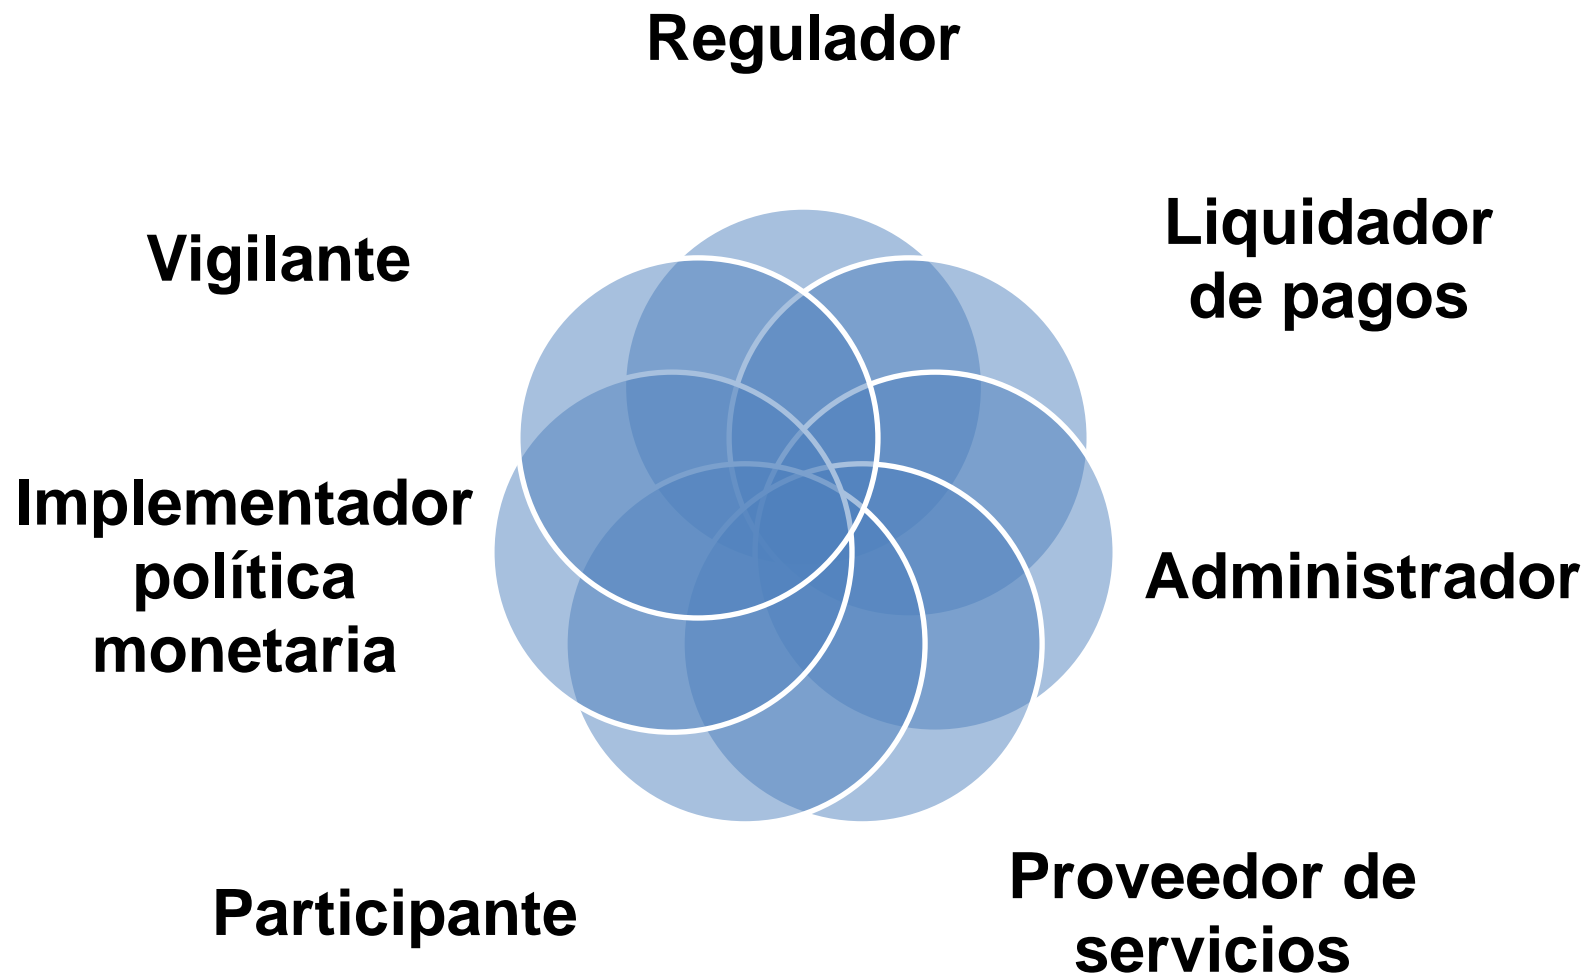 Regulador
Vigilante
Liquidador
de pagos
Implementador
política
monetaria
Administrador
Participante
Proveedor de
servicios